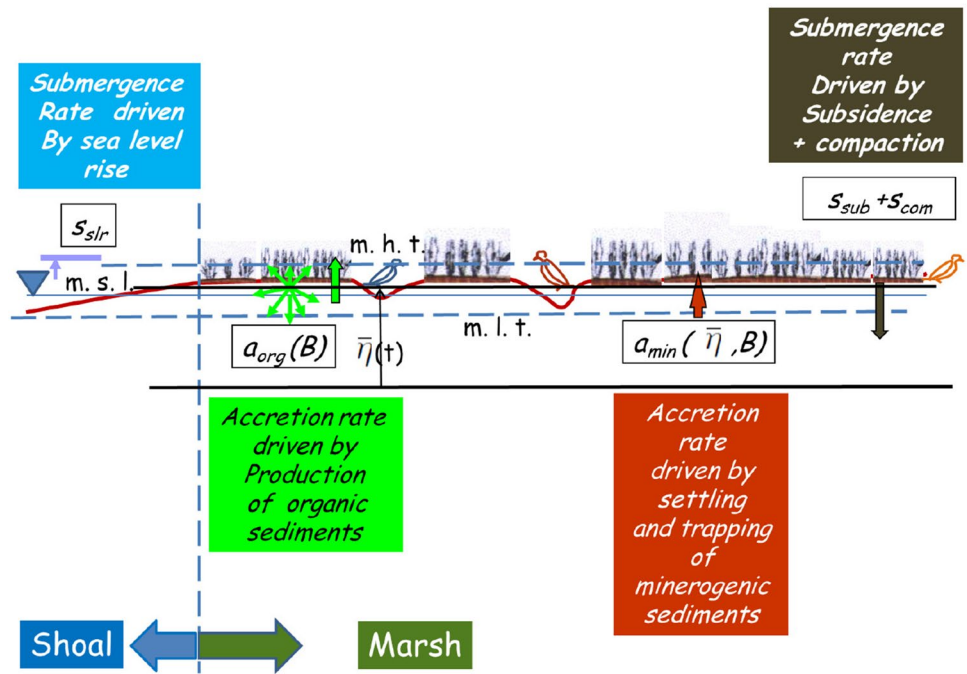 Submergence
Rate driven
By sea level
rise
Submergence
rate
Driven by
Subsidence
+ compaction
s_slr
s_sub + s_com
m. h. t.
m. s. l.
m. l. t.
a_org(B)
η̅(t)
a_min( η̅ ,B)
Accretion rate
driven by
Production
of organic
sediments
Accretion
rate
driven by
settling
and trapping
of
minerogenic
sediments
Shoal
Marsh